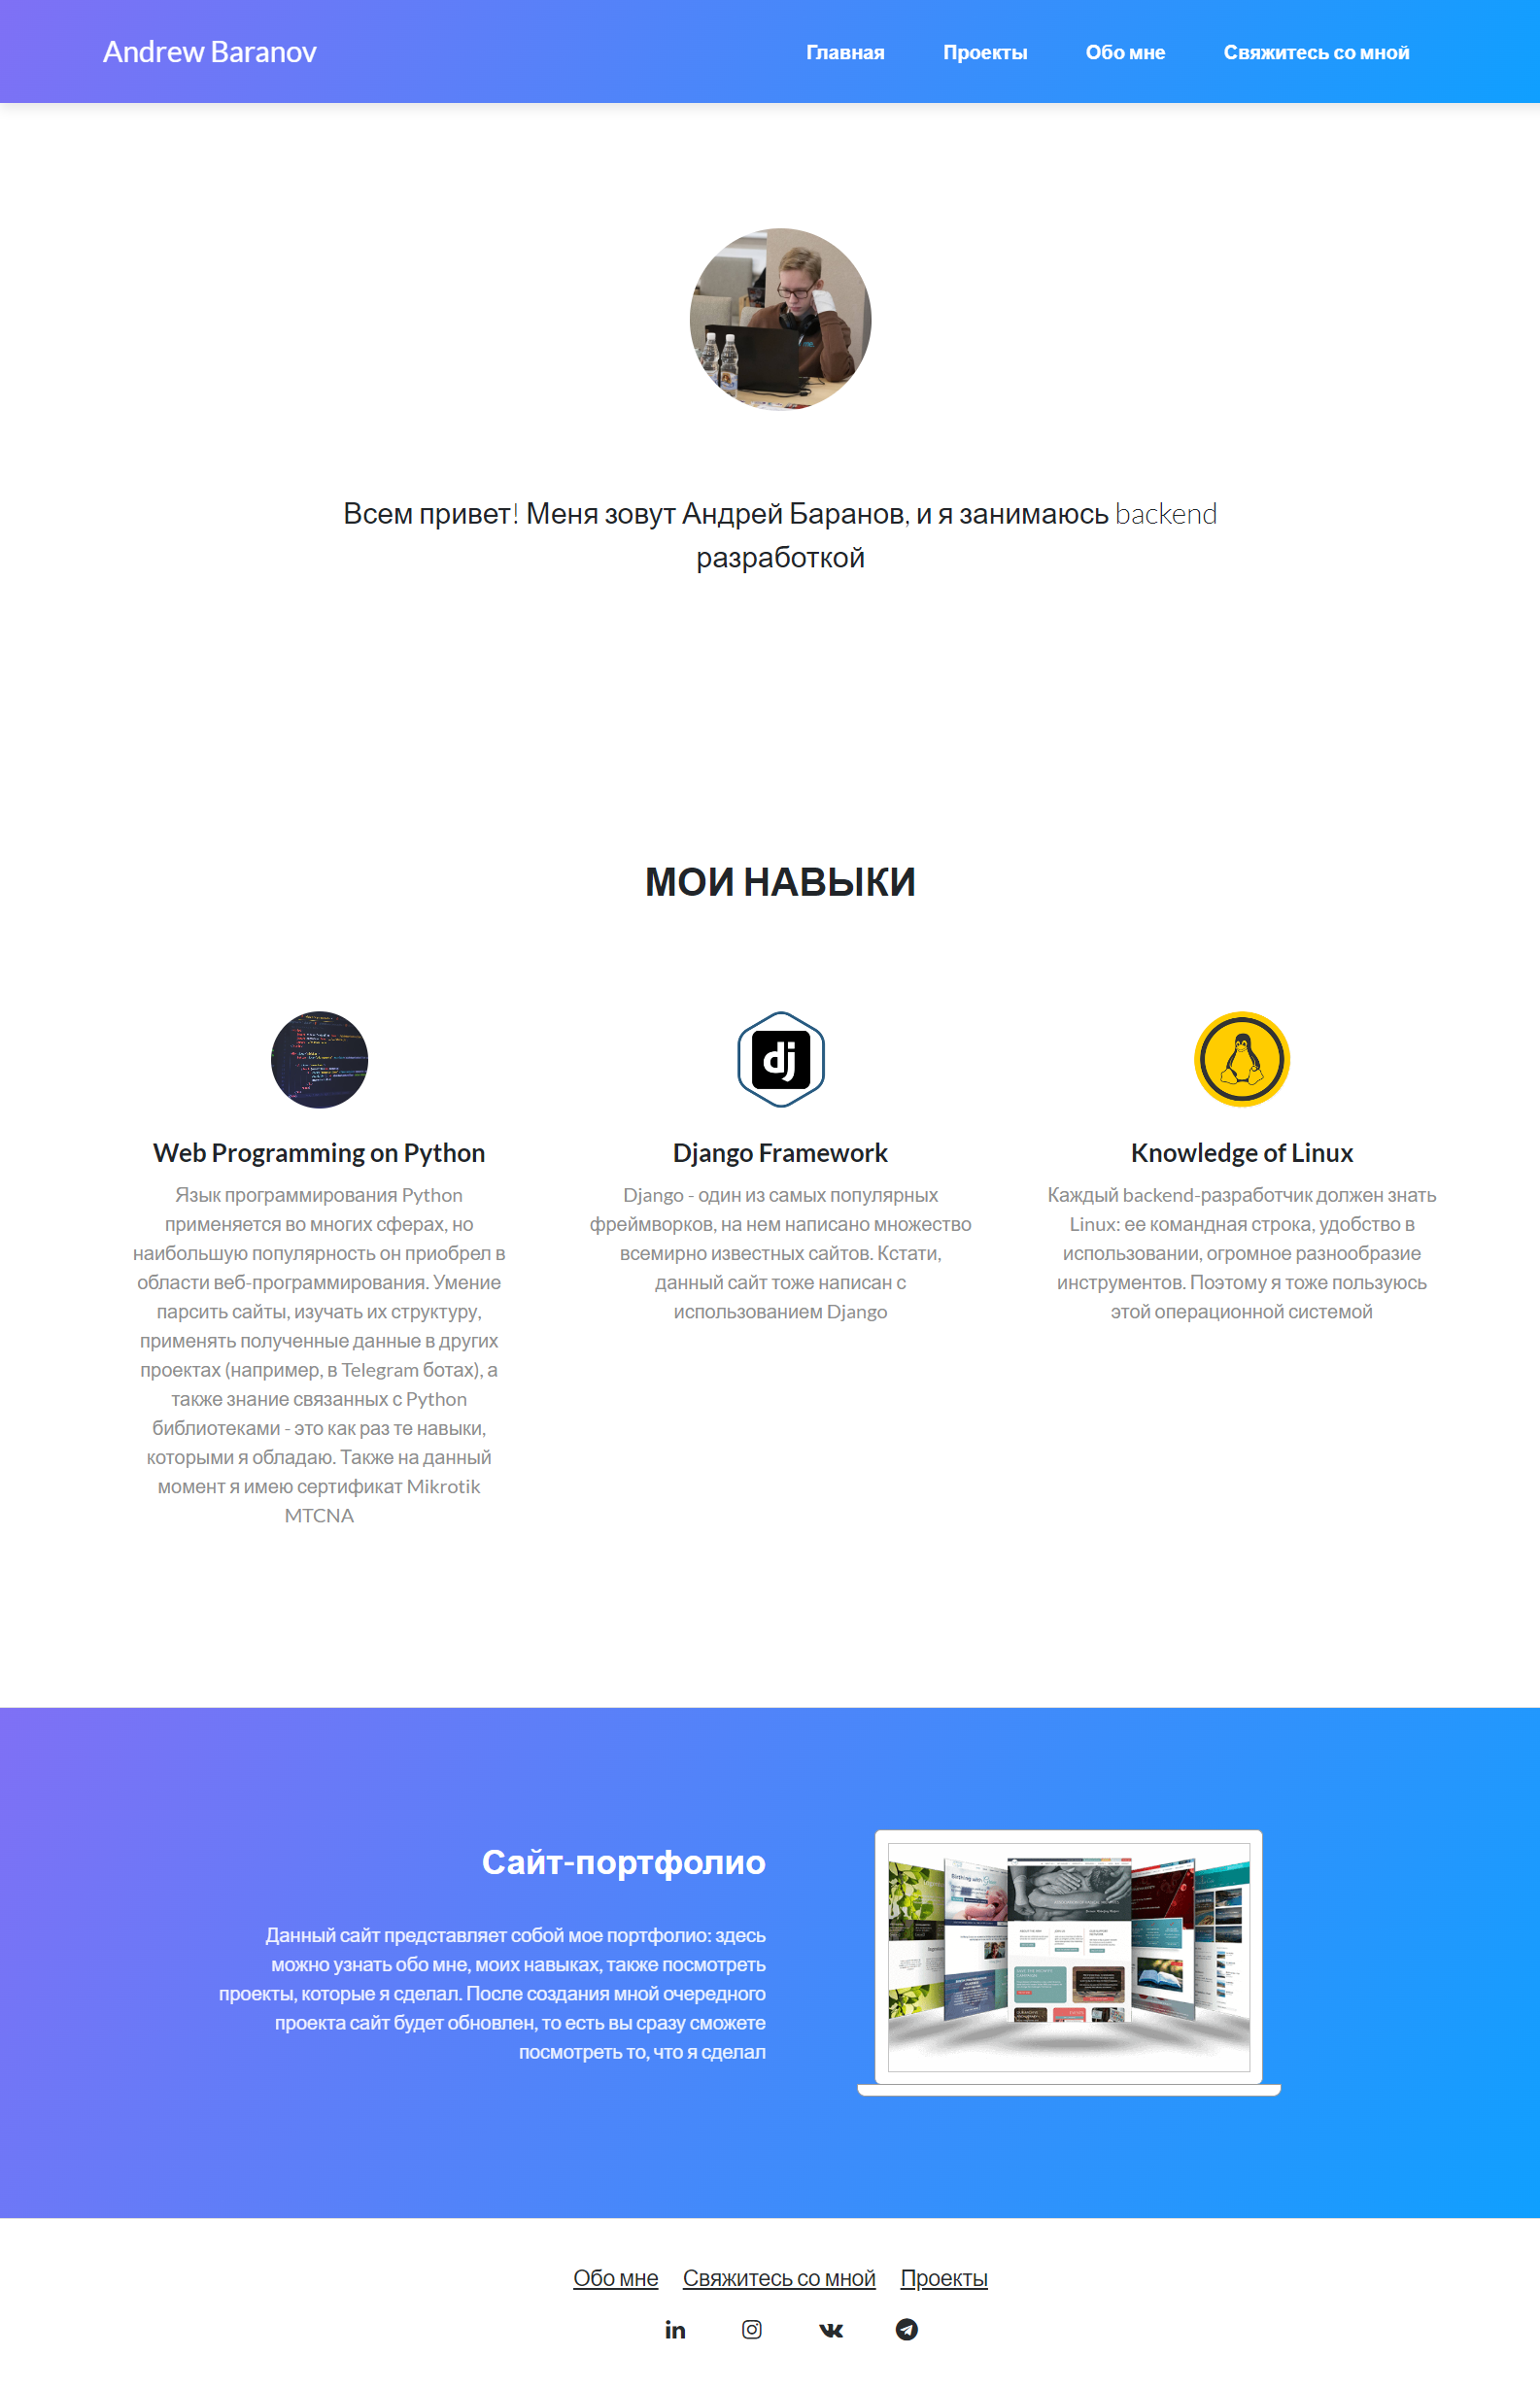 Andrew Baranov
Главная Проекты Обо мне Свяжитесь со мной
Всем привет! Меня зовут Андрей Баранов, и я занимаюсь backend
разработкой
МОИ НАВЫКИ
dj
Web Programming on Python
Язык программирования Python
применяется во многих сферах, но
наибольшую популярность он приобрел в
области веб-программирования. Умение
парсить сайты, изучать их структуру,
применять полученные данные в других
проектах (например, в Telegram ботах), а
также знание связанных с Python
библиотеками - это как раз те навыки,
которыми я обладаю. Также на данный
момент я имею сертификат Mikrotik
MTCNA
Django Framework
Django - один из самых популярных
фреймворков, на нем написано множество
всемирно известных сайтов. Кстати,
данный сайт тоже написан с
использованием Django
Knowledge of Linux
Каждый backend-разработчик должен знать
Linux: ее командная строка, удобство в
использовании, огромное разнообразие
инструментов. Поэтому я тоже пользуюсь
этой операционной системой
Сайт-портфолио
Данный сайт представляет собой мое портфолио: здесь
можно узнать обо мне, моих навыках, также посмотреть
проекты, которые я сделал. После создания мной очередного
проекта сайт будет обновлен, то есть вы сразу сможете
посмотреть то, что я сделал
Birthing with
Обо мне Свяжитесь со мной Проекты